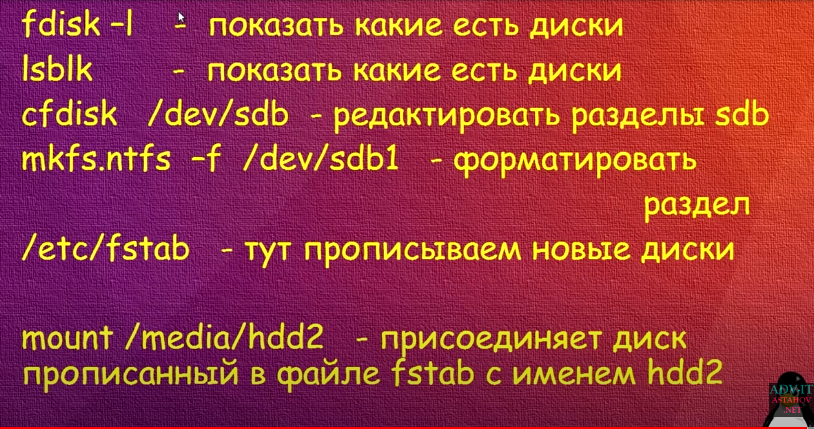 fdisk –l - показать какие есть диски
lsblk - показать какие есть диски
cfdisk /dev/sdb - редактировать разделы sdb
mkfs.ntfs –f /dev/sdb1 - форматировать
раздел
/etc/fstab - тут прописываем новые диски
mount /media/hdd2 - присоединяет диск
прописанный в файле fstab с именем hdd2
ADV-IT
ASTAHOV
.NET